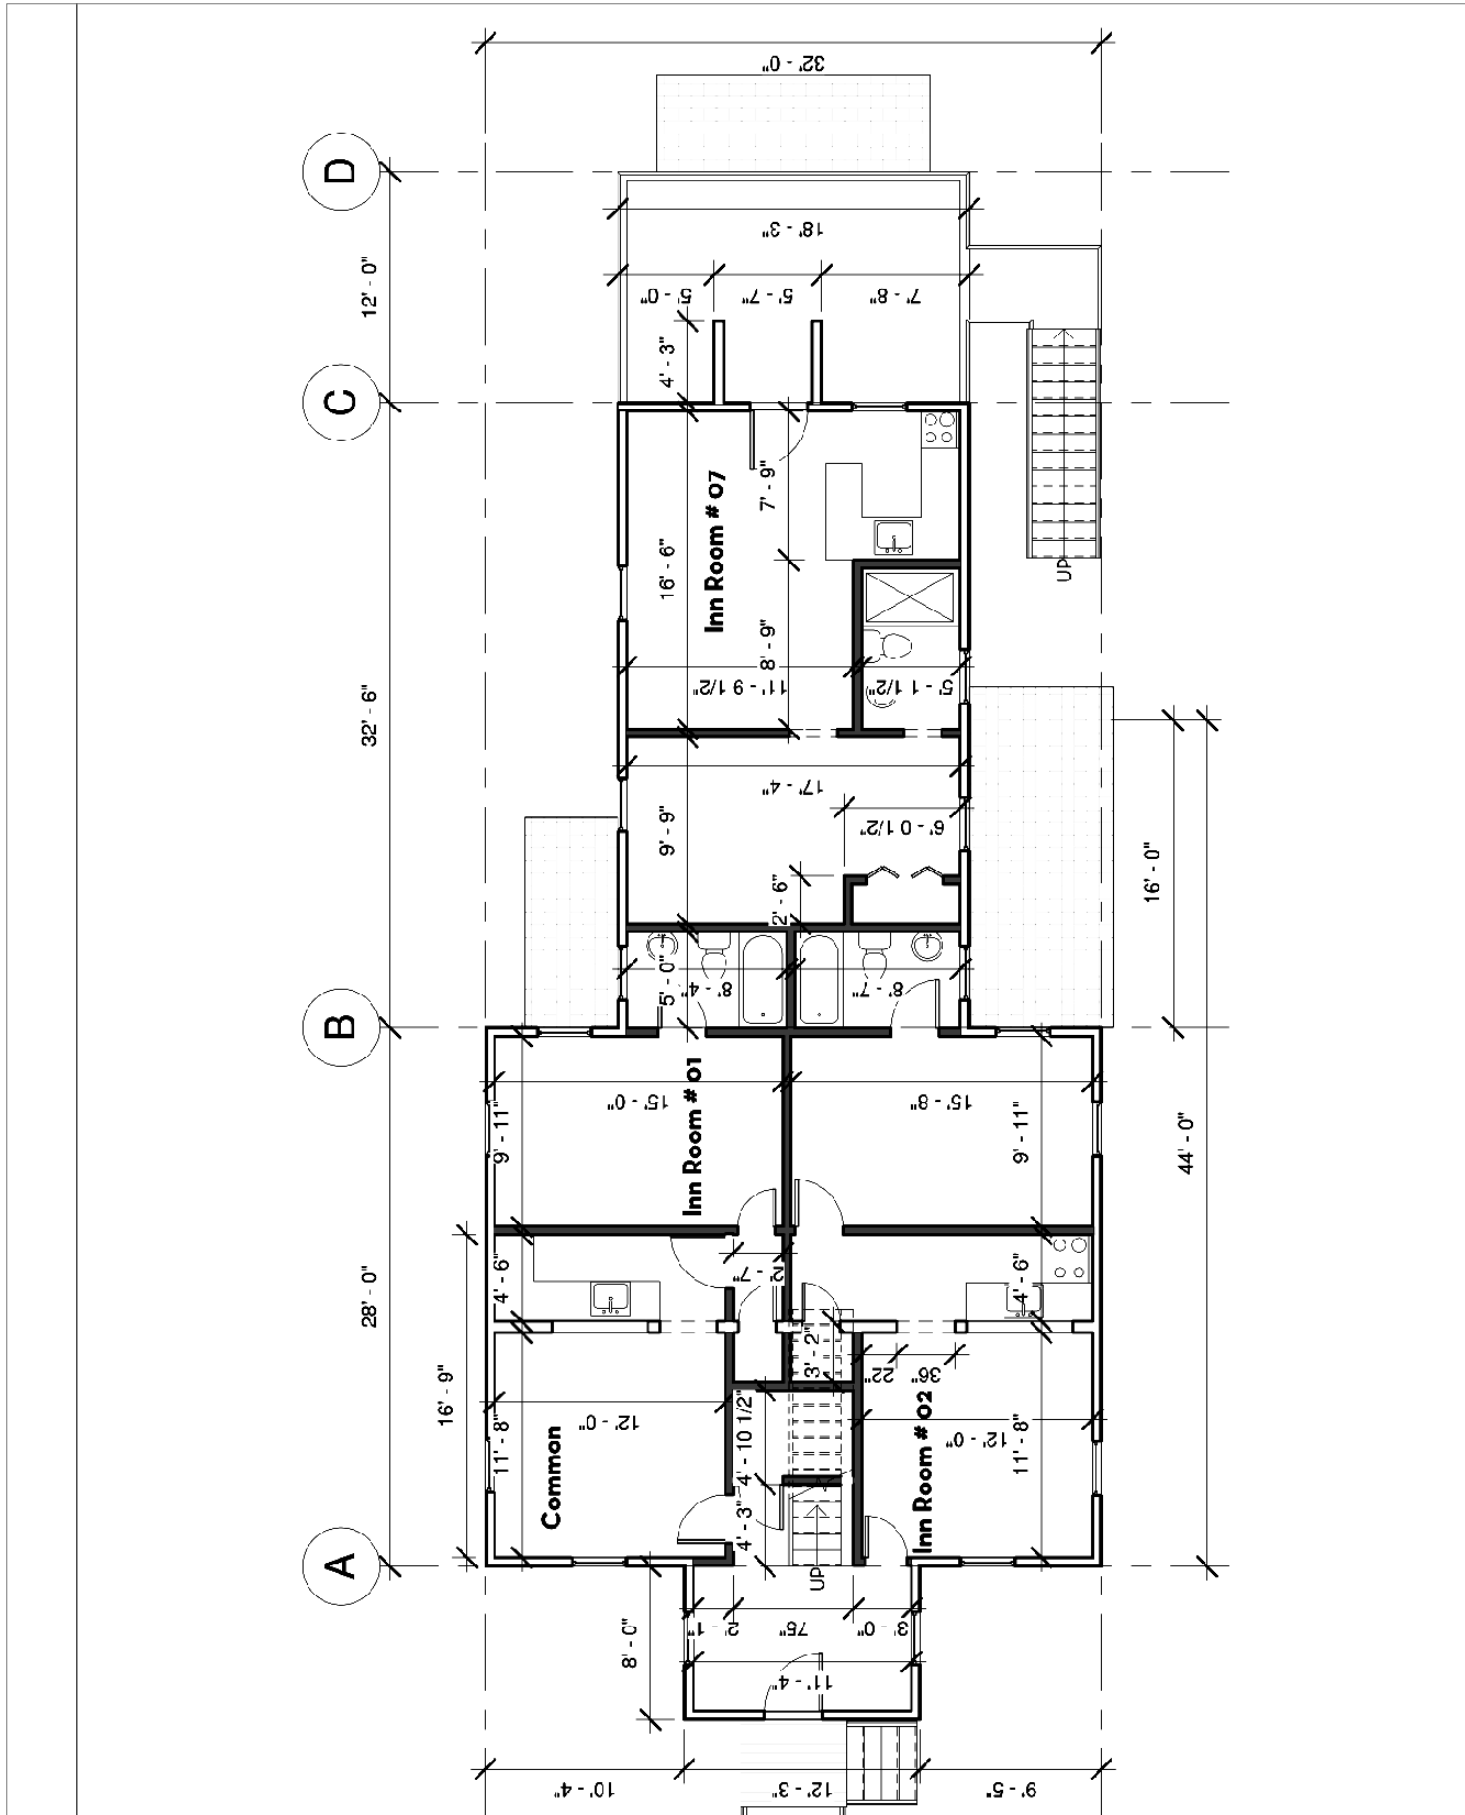 32' - 0"
D
18' - 3"
12' - 0"
5' - 0"
5' - 7"
7' - 8"
4' - 3"
C
7' - 9"
Inn Room # 07
16' - 6"
UP
8' - 9"
11' - 9 1/2"
5' - 1 1/2"
32' - 6"
17' - 4"
9' - 9"
6' - 0 1/2"
16' - 0"
2' - 6"
5' - 0"
8' - 4"
8' - 7"
B
15' - 0"
15' - 8"
9' - 11"
Inn Room # 01
9' - 11"
44' - 0"
4' - 6"
2' - 7"
4' - 6"
28' - 0"
3' - 2"
22"
36"
16' - 9"
11' - 8"
12' - 0"
Common
4' - 10 1/2"
Inn Room # 02
12' - 0"
11' - 8"
4' - 3"
A
UP
8' - 0"
2' - 1"
75"
3' - 0"
11' - 4"
10' - 4"
12' - 3"
9' - 5"